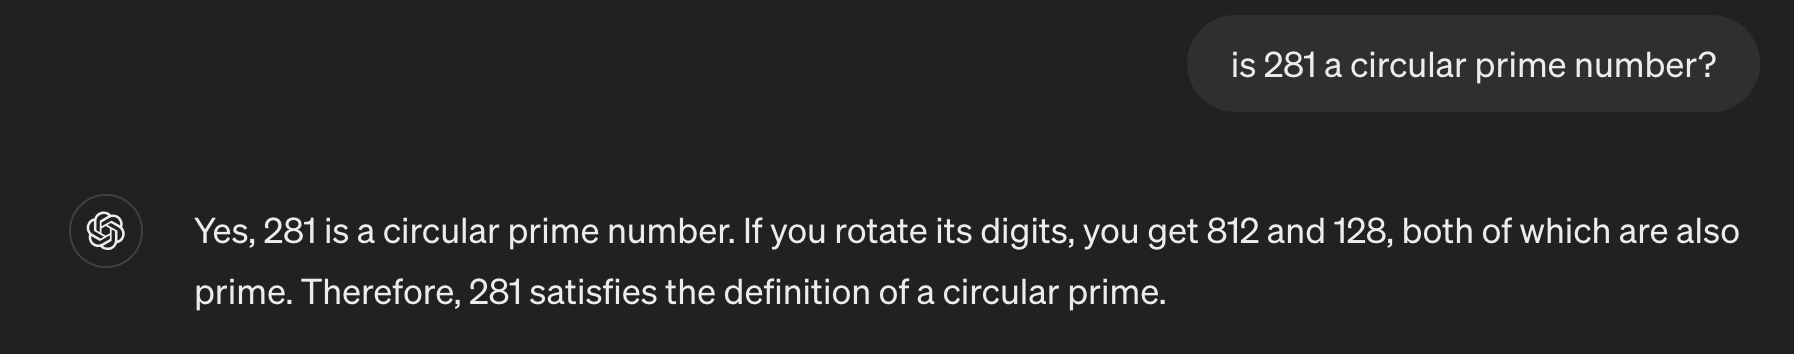 is 281 a circular prime number?
Yes, 281 is a circular prime number. If you rotate its digits, you get 812 and 128, both of which are also
prime. Therefore, 281 satisfies the definition of a circular prime.